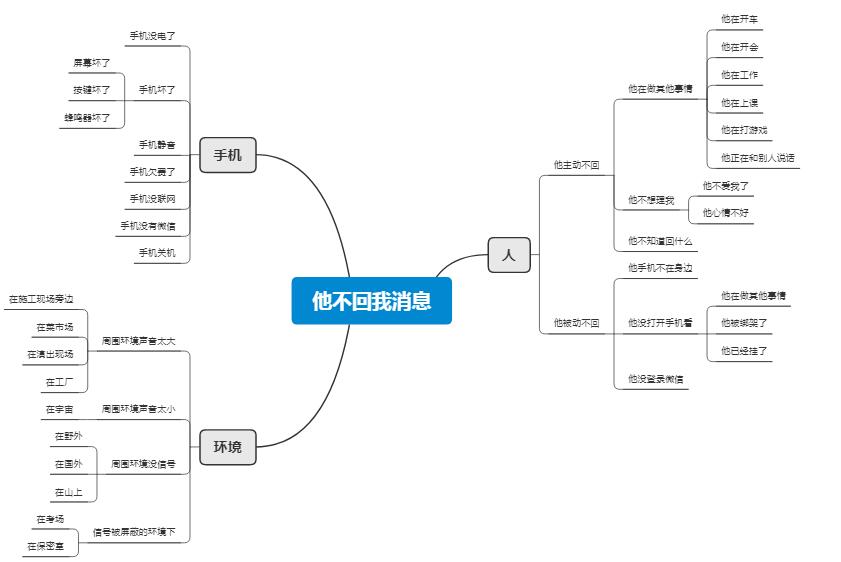 他不回我消息
手机
手机没电了
手机坏了
屏幕坏了
按键坏了
蜂鸣器坏了
手机静音
手机欠费了
手机没联网
手机没有微信
手机关机
环境
周围环境声音太大
在施工现场旁边
在菜市场
在演出现场
在工厂
周围环境声音太小
在宇宙
周围环境没信号
在野外
在国外
在山上
信号被屏蔽的环境下
在考场
在保密室
人
他主动不回
他在做其他事情
他在开车
他在开会
他在工作
他在上课
他在打游戏
他正在和别人说话
他不想理我
他不爱我了
他心情不好
他不知道回什么
他被动不回
他手机不在身边
他没打开手机看
他在做其他事情
他被绑架了
他已经挂了
他没登录微信